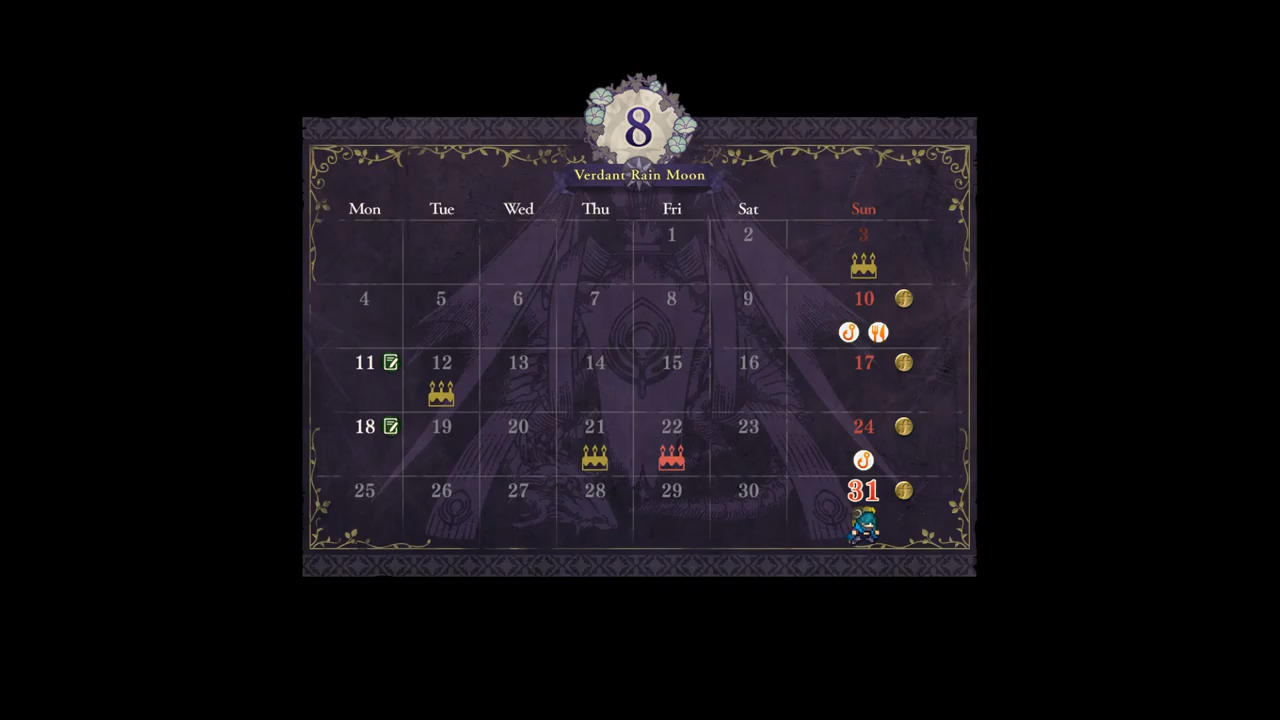 8
Verdant Rain Moon
Mon Tue Wed Thu Fri Sat Sun
1 2 3
4 5 6 7 8 9 10
11 12 13 14 15 16 17
18 19 20 21 22 23 24
25 26 27 28 29 30 31